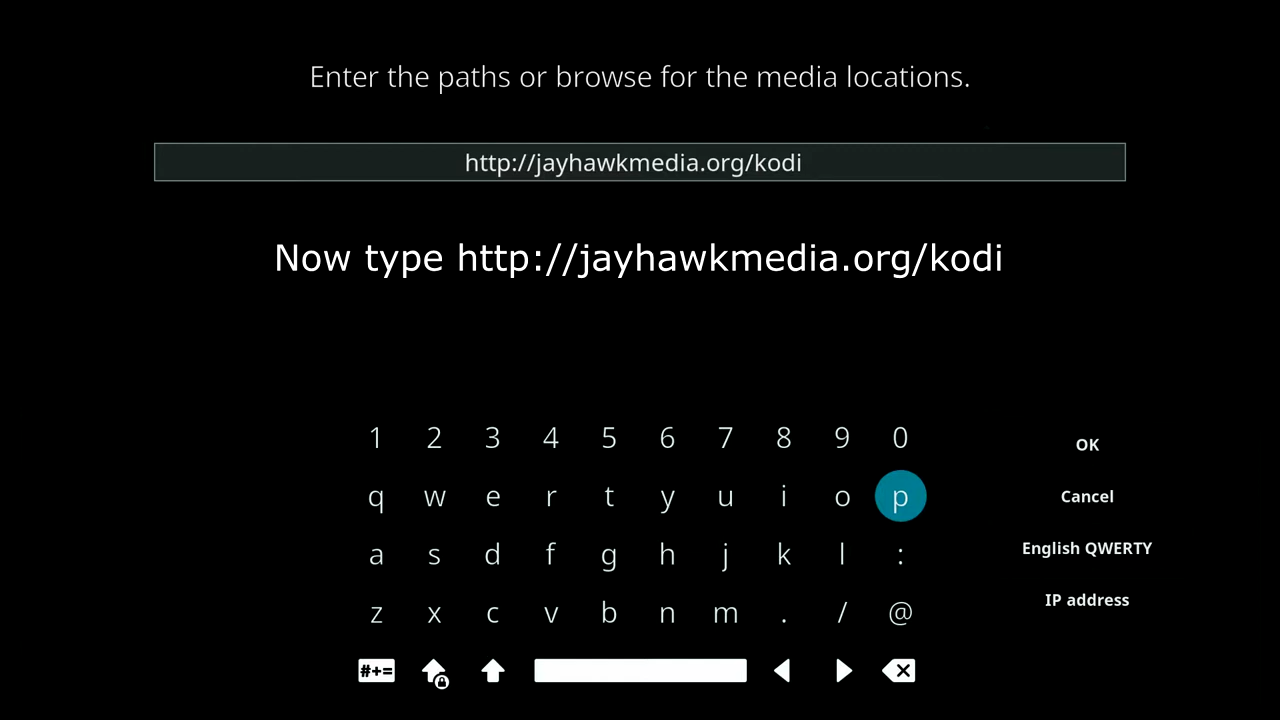 Enter the paths or browse for the media locations.
http://jayhawkmedia.org/kodi
Now type http://jayhawkmedia.org/kodi
1 2 3 4 5 6 7 8 9 0
q w e r t y u i o p
a s d f g h j k l :
z x c v b n m . / @
#+=
OK
Cancel
English QWERTY
IP address